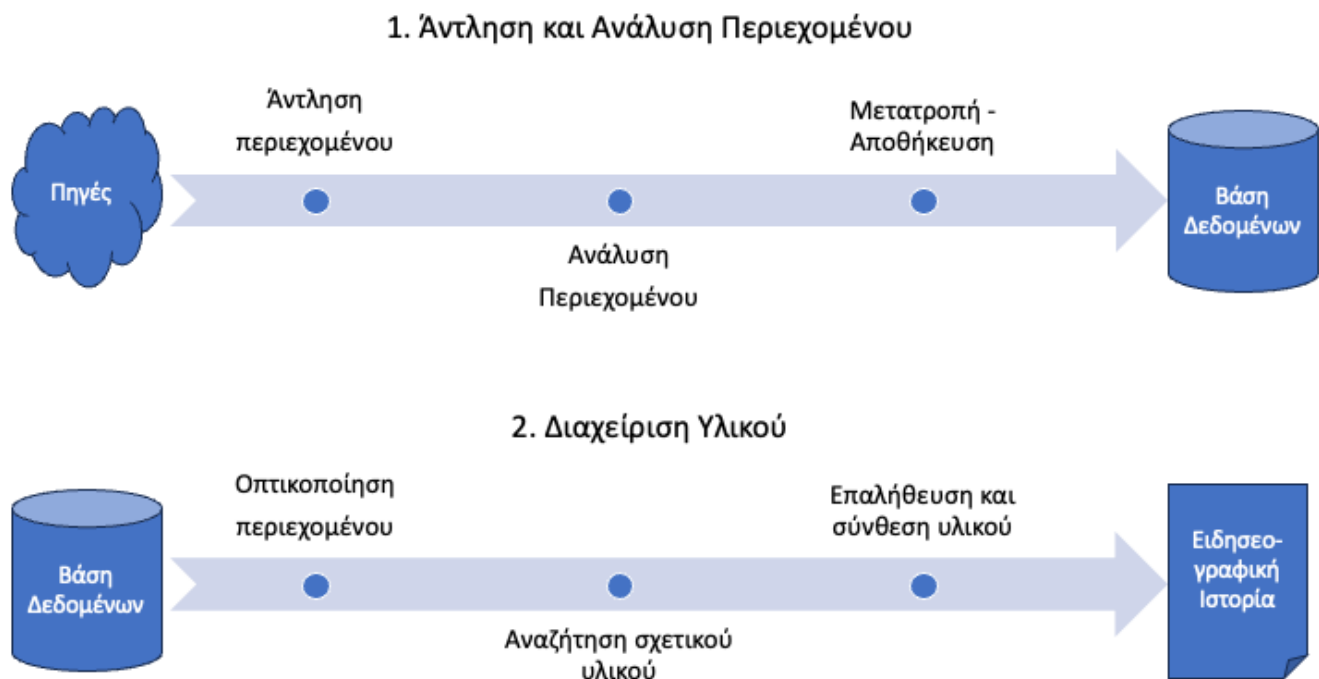 1. Άντληση και Ανάλυση Περιεχομένου
Άντληση
περιεχομένου
Μετατροπή -
Αποθήκευση
Πηγές
Βάση
Δεδομένων
Ανάλυση
Περιεχομένου
2. Διαχείριση Υλικού
Οπτικοποίηση
περιεχομένου
Επαλήθευση και
σύνθεση υλικού
Βάση
Δεδομένων
Ειδησεο-
γραφική
Ιστορία
Αναζήτηση σχετικού
υλικού